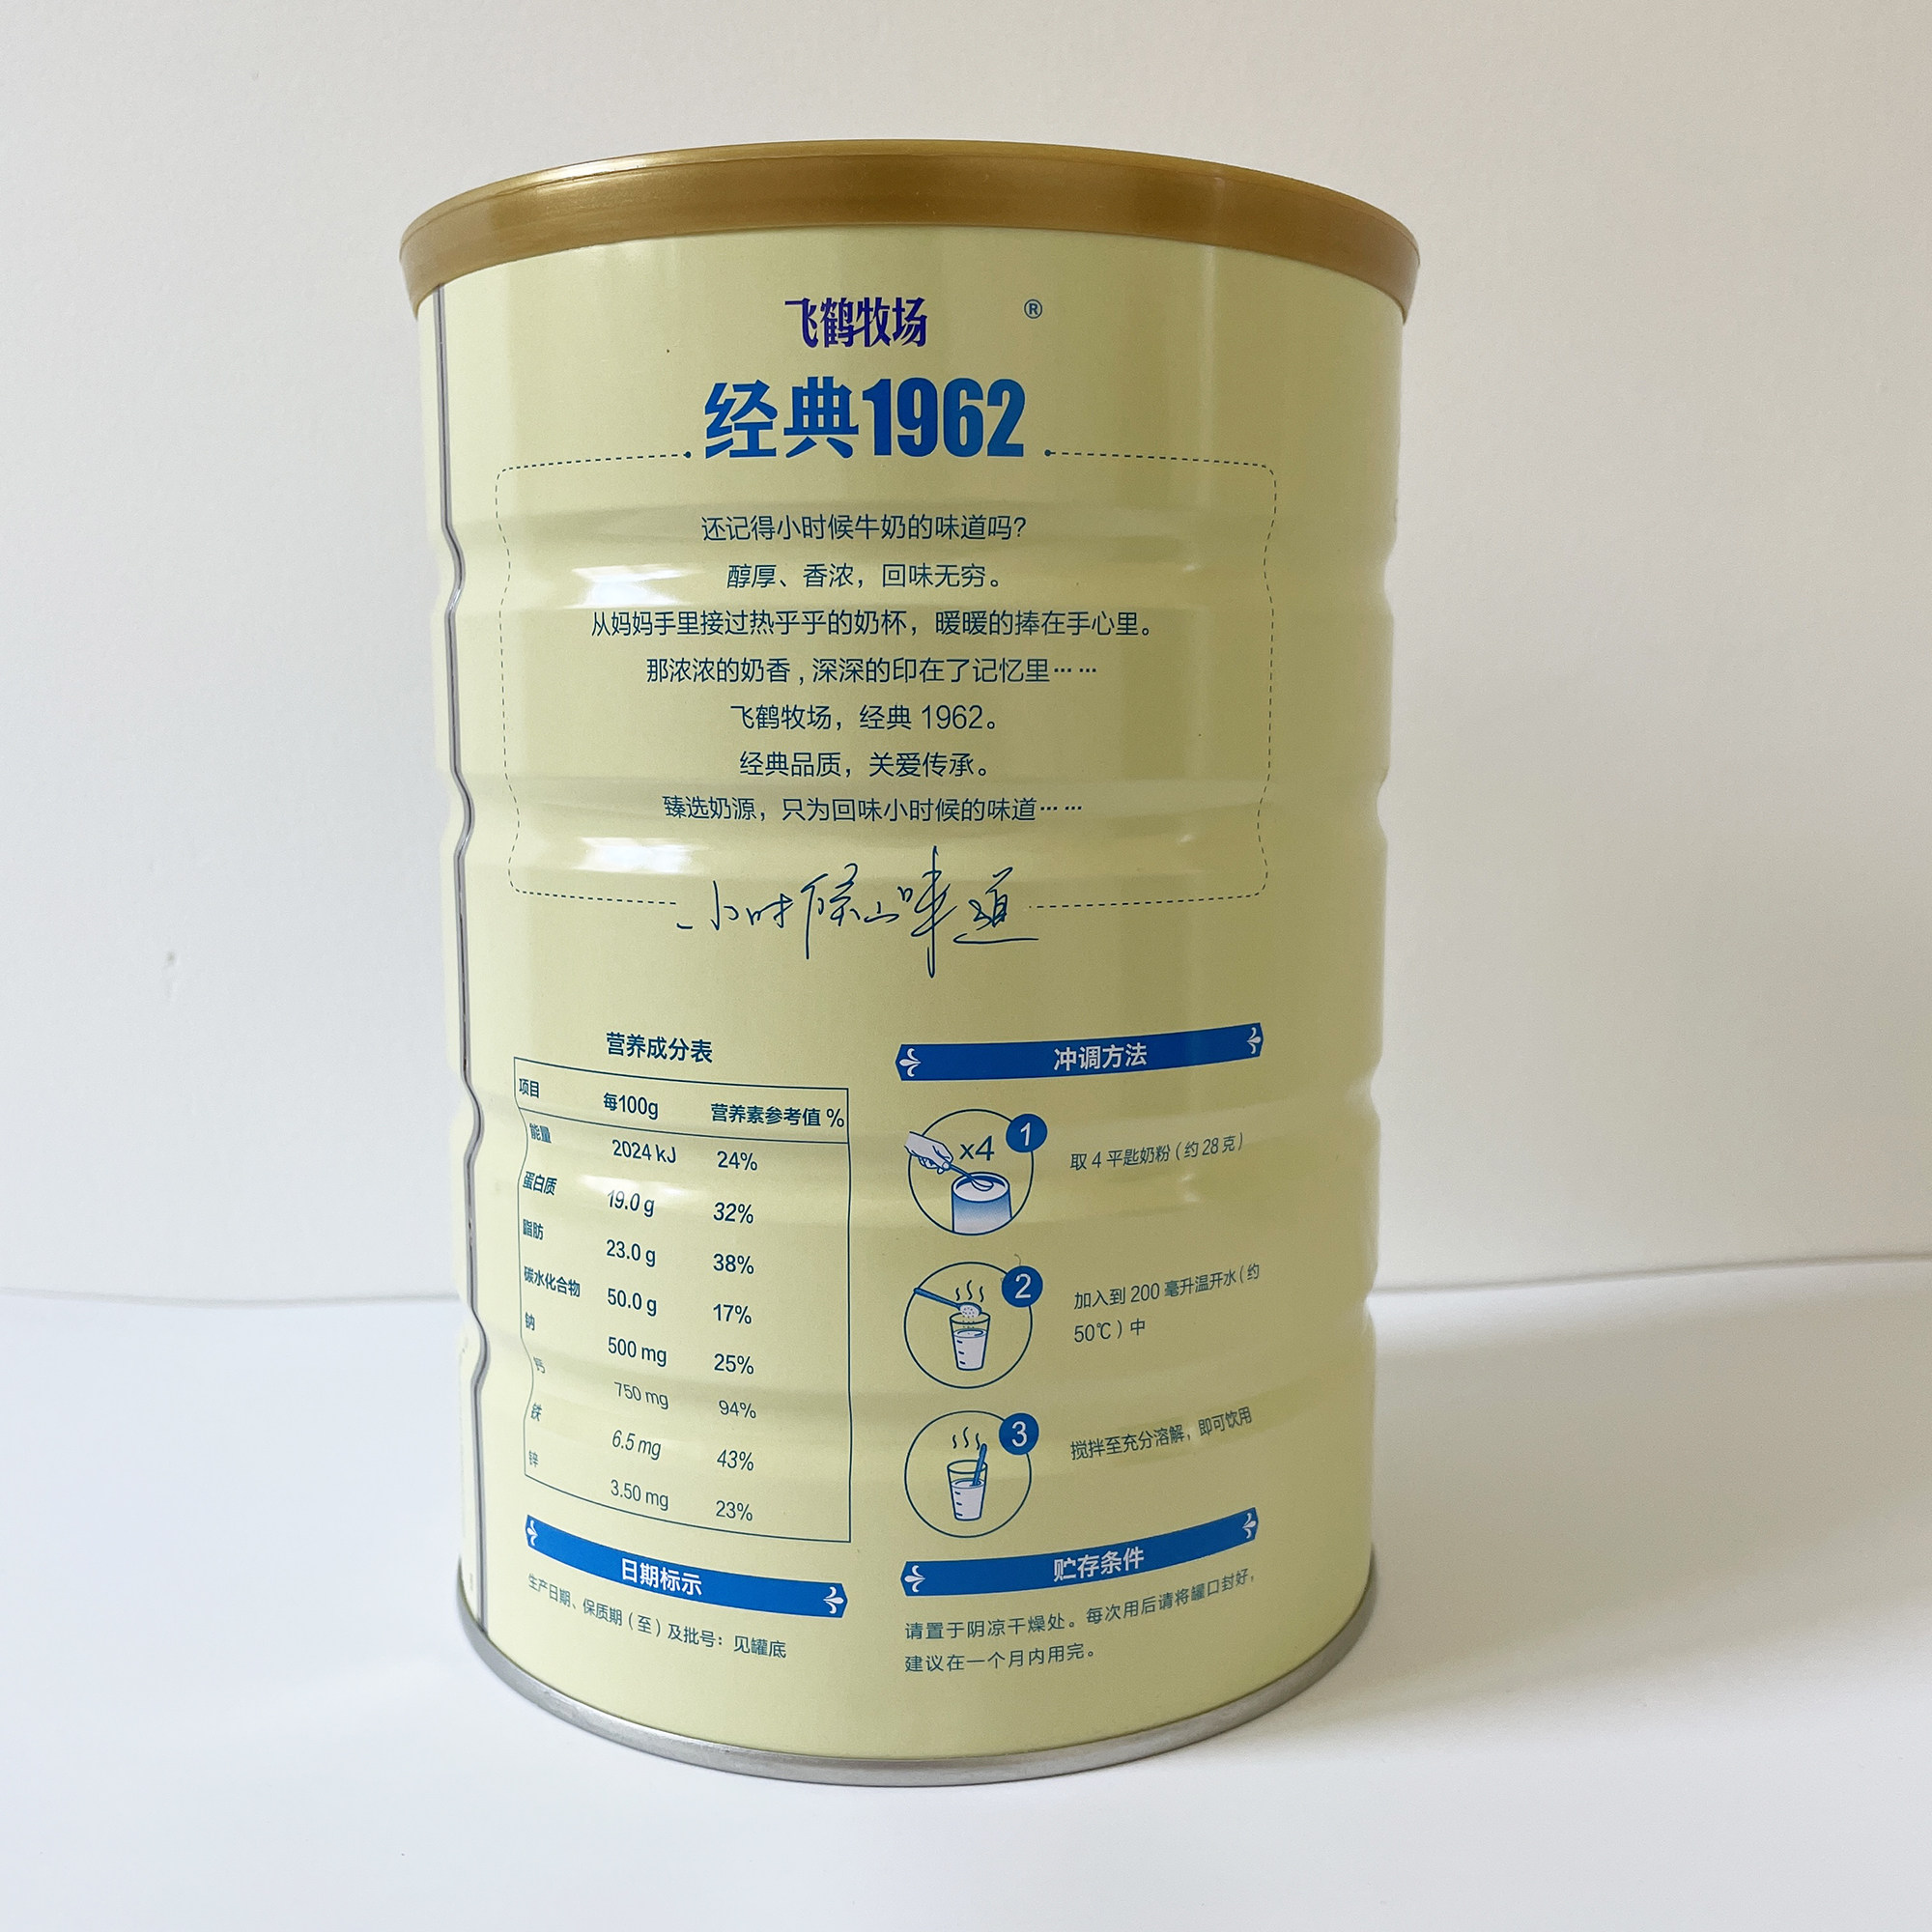 飞鹤牧场 ®
经典1962
还记得小时候牛奶的味道吗?
醇厚、香浓，回味无穷。
从妈妈手里接过热乎乎的奶杯，暖暖的捧在手心里。
那浓浓的奶香，深深的印在了记忆里……
飞鹤牧场，经典 1962。
经典品质，关爱传承。
臻选奶源，只为回味小时候的味道……
小时候的味道
营养成分表
项目 每100g 营养素参考值 %
能量 2024 kJ 24%
蛋白质 19.0 g 32%
脂肪 23.0 g 38%
碳水化合物 50.0 g 17%
钠 500 mg 25%
钙 750 mg 94%
铁 6.5 mg 43%
锌 3.50 mg 23%
日期标示
生产日期、保质期（至）及批号：见罐底
冲调方法
x4 1
取 4 平匙奶粉（约 28 克）
2
加入到 200 毫升温开水（约
50℃）中
3
搅拌至充分溶解，即可饮用
贮存条件
请置于阴凉干燥处。每次用后请将罐口封好，
建议在一个月内用完。